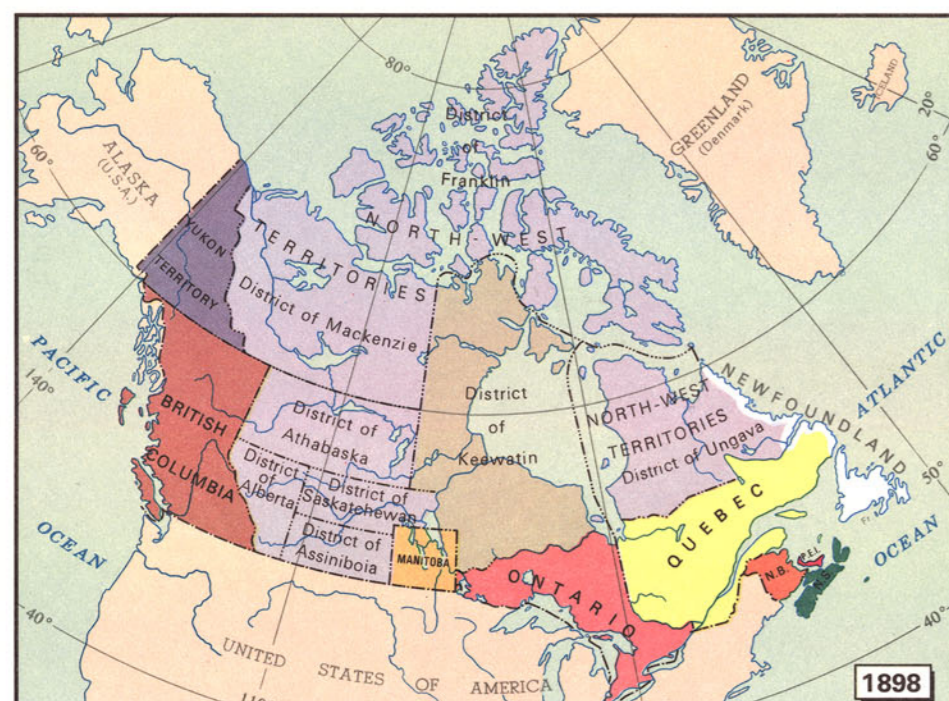 80°
20°
ICELAND
GREENLAND
(Denmark)
60°
60°
ALASKA
(U.S.A.)
District
of
Franklin
NORTH-WEST
TERRITORIES
YUKON
TERRITORY
District of Mackenzie
PACIFIC
OCEAN
140°
BRITISH
COLUMBIA
District of
Athabaska
District
of
Keewatin
NORTH-WEST
TERRITORIES
District of Ungava
NEWFOUNDLAND
ATLANTIC
OCEAN
50°
District
of
Alberta
District of
Saskatchewan
District of
Assiniboia
MANITOBA
ONTARIO
QUEBEC
P.E.I.
N.B.
N.S.
Fr.
40°
40°
UNITED STATES OF AMERICA
110°
1898